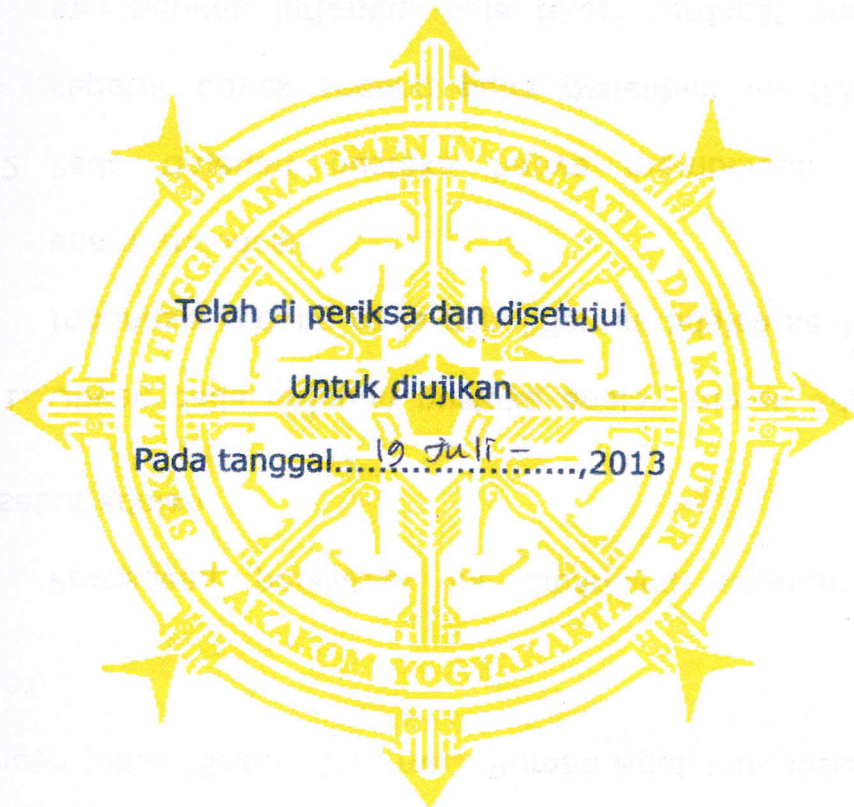 SEKOLAH TINGGI MANAJEMEN INFORMATIKA DAN KOMPUTER
Telah di periksa dan disetujui
Untuk diujikan
Pada tanggal....19 Juli -........,2013
★ AKAKOM YOGYAKARTA ★